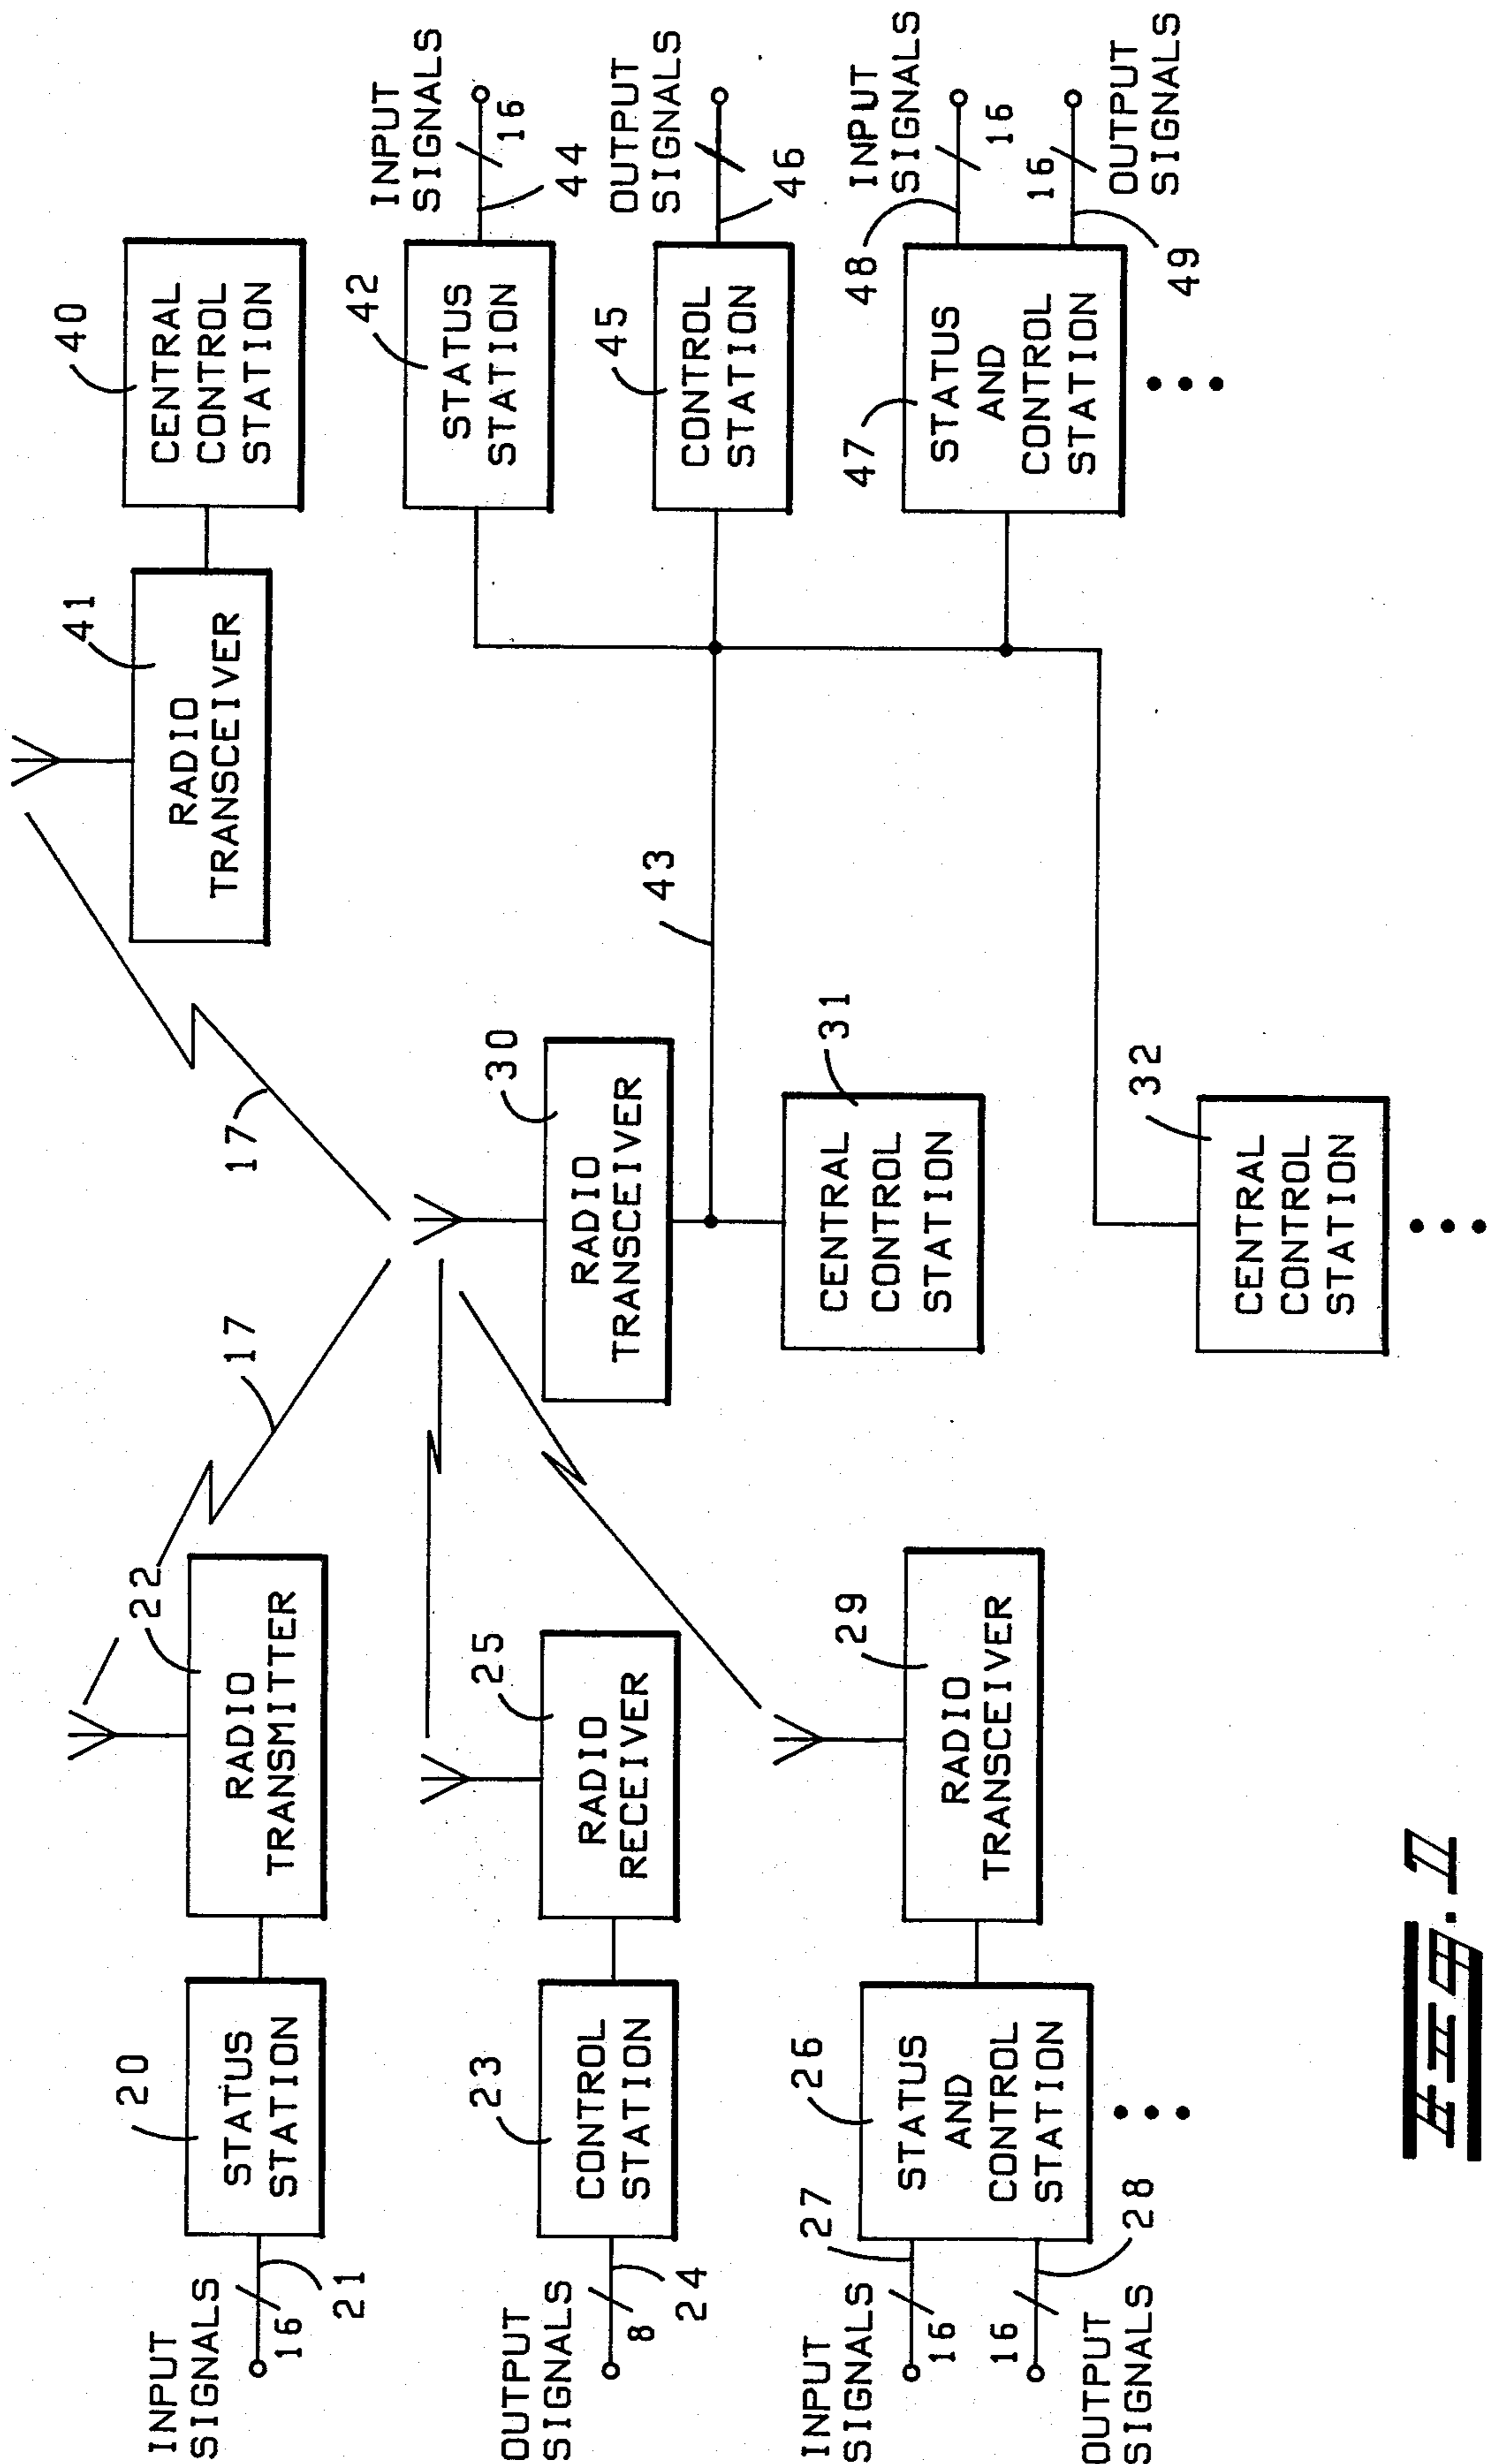 INPUT
SIGNALS
16
21
20
STATUS
STATION
22
RADIO
TRANSMITTER
17
17
41
RADIO
TRANSCEIVER
40
CENTRAL
CONTROL
STATION
OUTPUT
SIGNALS
8
24
23
CONTROL
STATION
25
RADIO
RECEIVER
30
RADIO
TRANSCEIVER
43
42
STATUS
STATION
INPUT
SIGNALS
16
44
45
CONTROL
STATION
OUTPUT
SIGNALS
46
31
CENTRAL
CONTROL
STATION
INPUT
SIGNALS
27
16
16
28
OUTPUT
SIGNALS
26
STATUS
AND
CONTROL
STATION
29
RADIO
TRANSCEIVER
32
CENTRAL
CONTROL
STATION
47
STATUS
AND
CONTROL
STATION
48
INPUT
SIGNALS
16
16
49
OUTPUT
SIGNALS